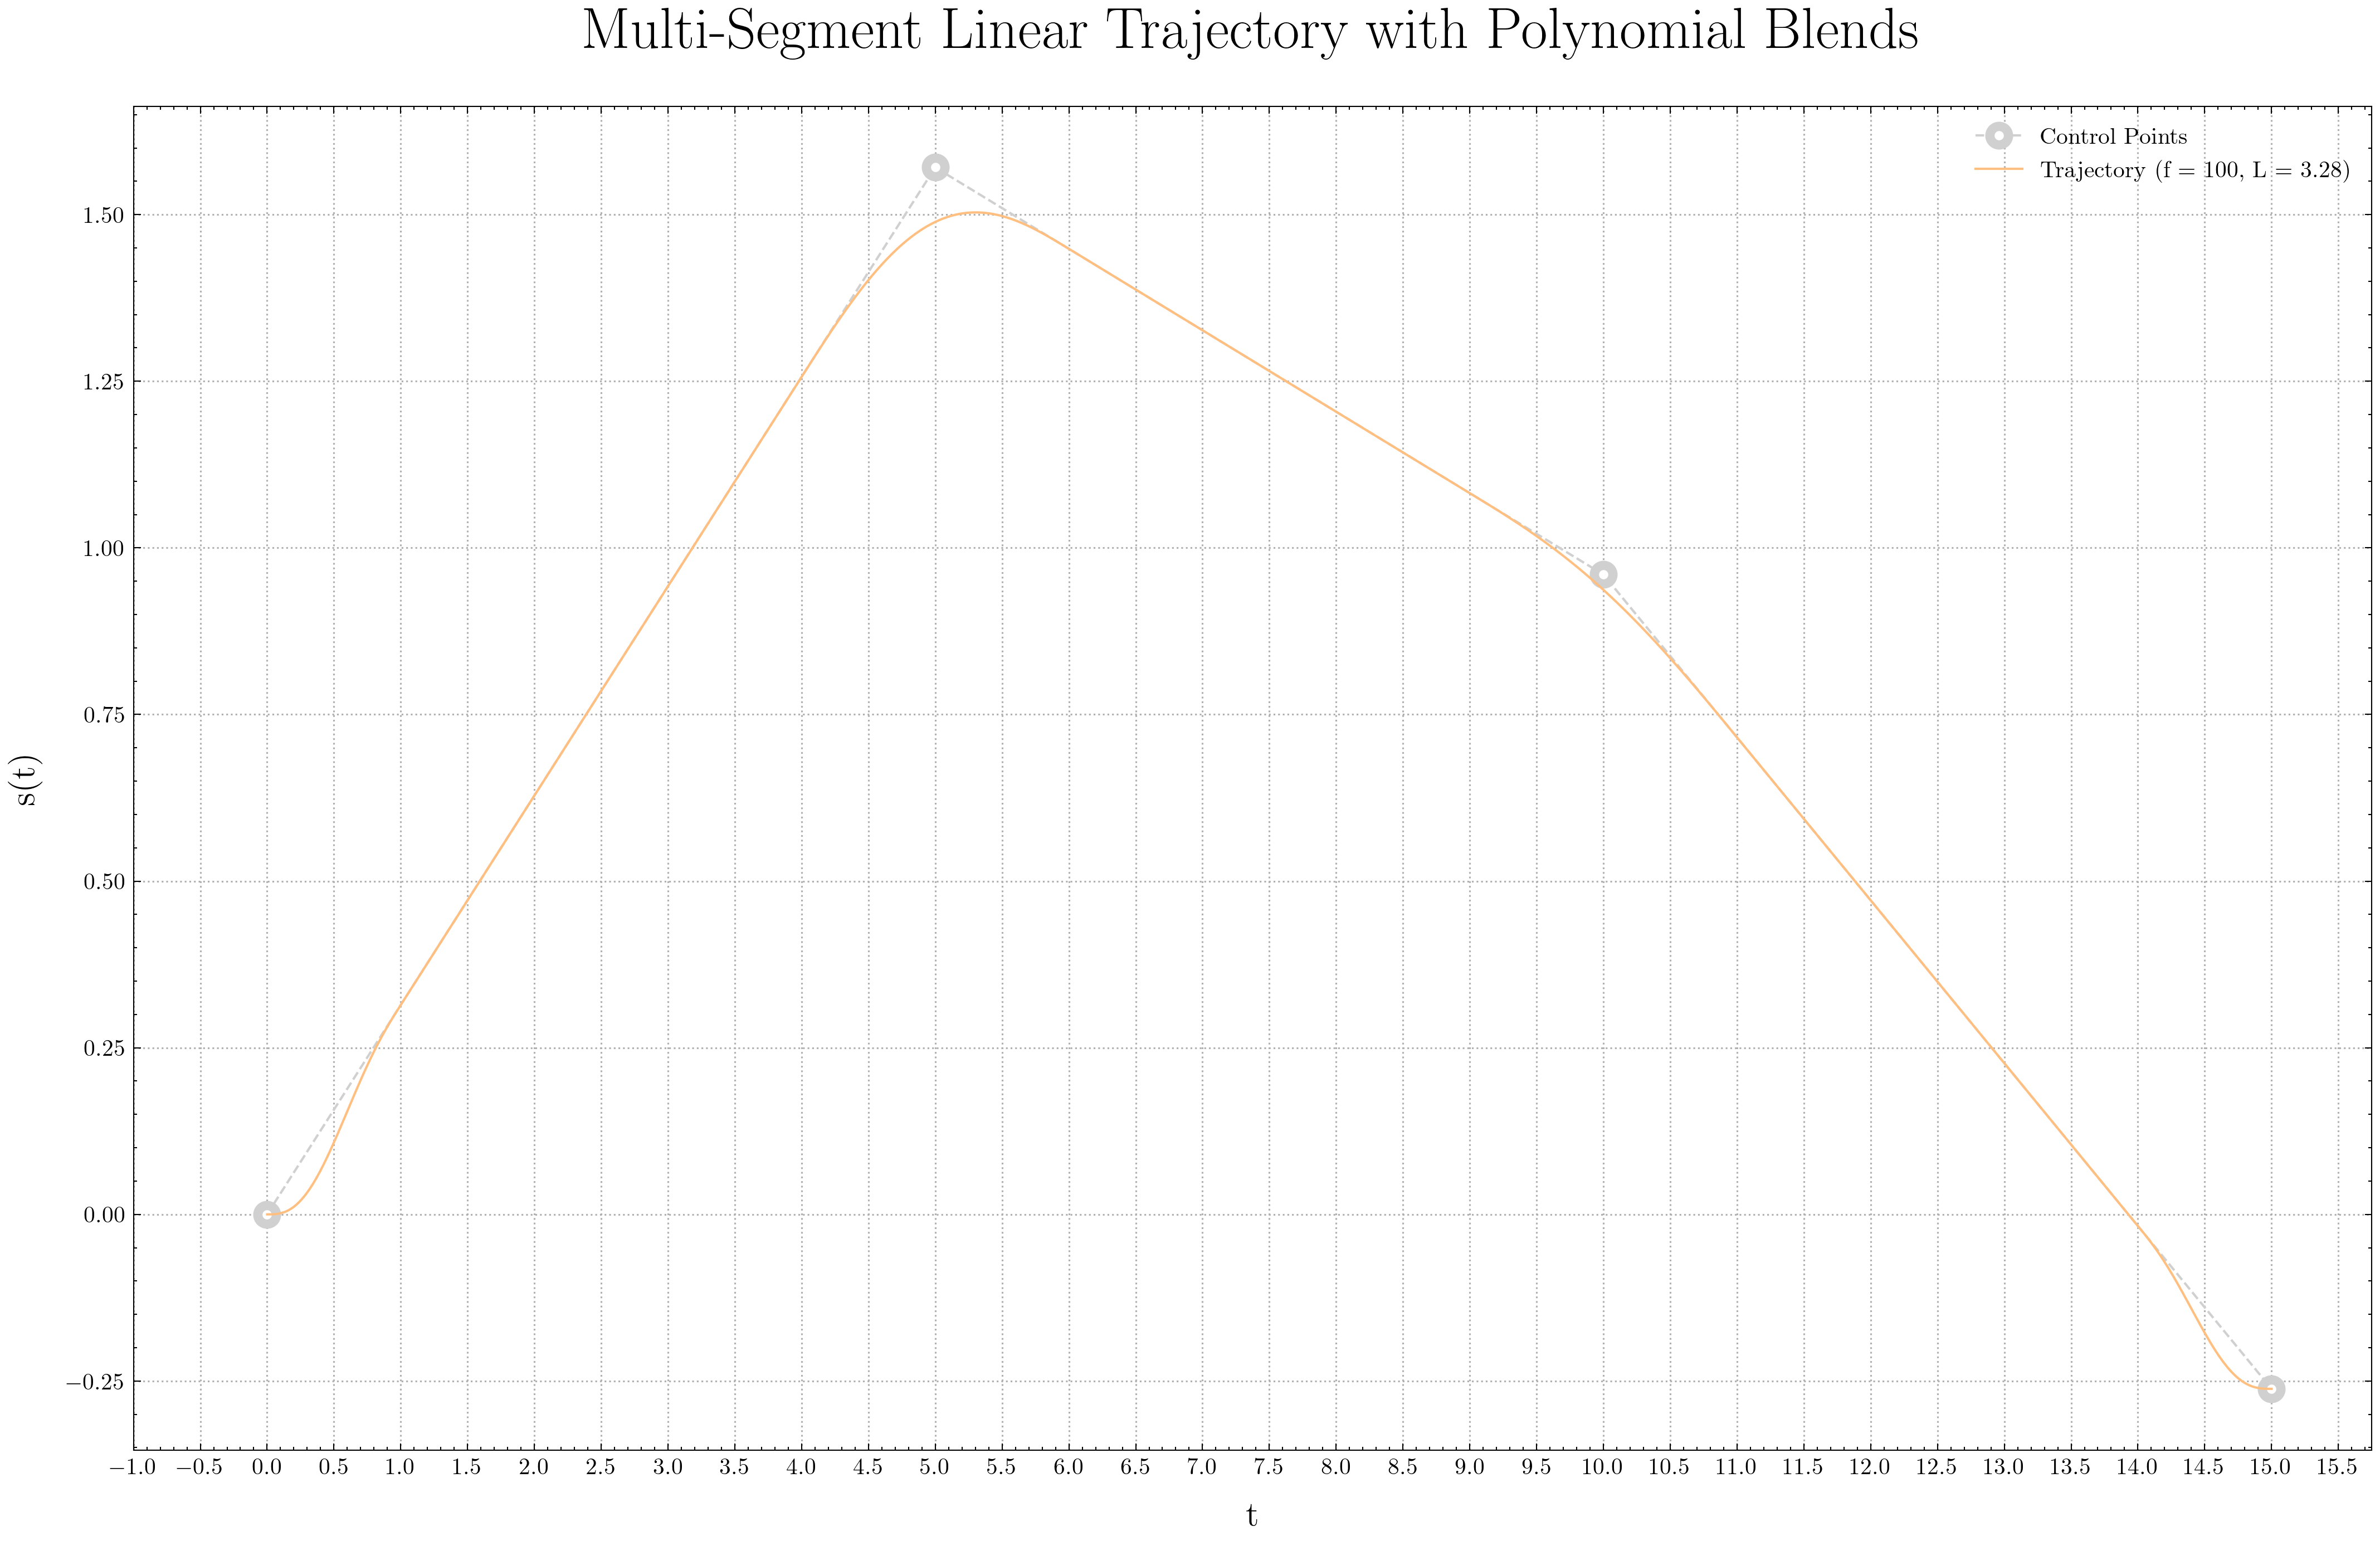 Multi-Segment Linear Trajectory with Polynomial Blends
Control Points
Trajectory (f = 100, L = 3.28)
1.50
1.25
1.00
0.75
0.50
0.25
0.00
−0.25
s(t)
−1.0 −0.5 0.0 0.5 1.0 1.5 2.0 2.5 3.0 3.5 4.0 4.5 5.0 5.5 6.0 6.5 7.0 7.5 8.0 8.5 9.0 9.5 10.0 10.5 11.0 11.5 12.0 12.5 13.0 13.5 14.0 14.5 15.0 15.5
t